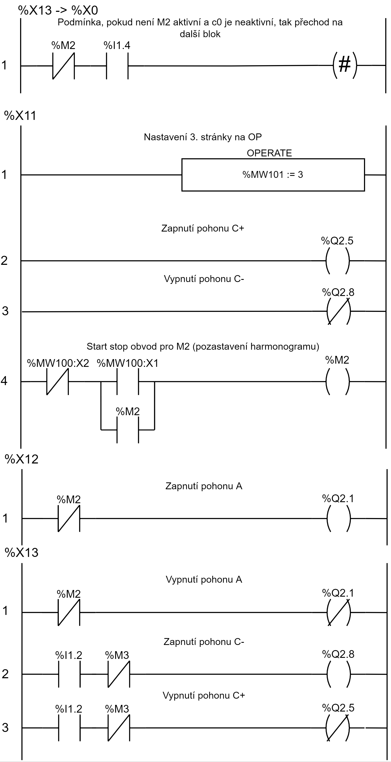 %X13 -> %X0
Podmínka, pokud není M2 aktivní a c0 je neaktivní, tak přechod na
další blok
%M2 %I1.4
1 #
%X11
Nastavení 3. stránky na OP
OPERATE
1 %MW101 := 3
Zapnutí pohonu C+
%Q2.5
2
Vypnutí pohonu C-
%Q2.8
3
Start stop obvod pro M2 (pozastavení harmonogramu)
%MW100:X2 %MW100:X1 %M2
4
%M2
%X12
Zapnutí pohonu A
%M2 %Q2.1
1
%X13
Vypnutí pohonu A
%M2 %Q2.1
1
Zapnutí pohonu C-
%I1.2 %M3 %Q2.8
2
Vypnutí pohonu C+
%I1.2 %M3 %Q2.5
3